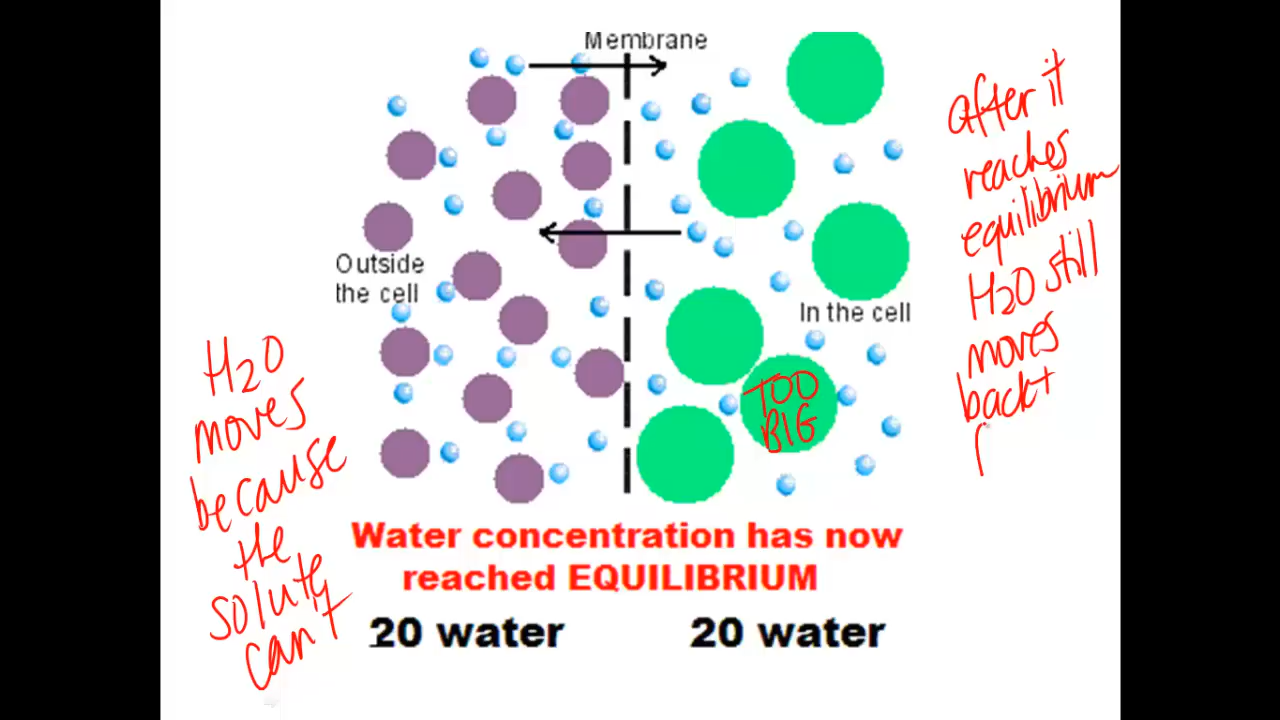 Membrane
after it
reaches
equilibrium
H2O still
moves
back+
Outside
the cell
In the cell
H2O
moves
because
the
solute
can't
TOO
BIG
Water concentration has now
reached EQUILIBRIUM
20 water
20 water